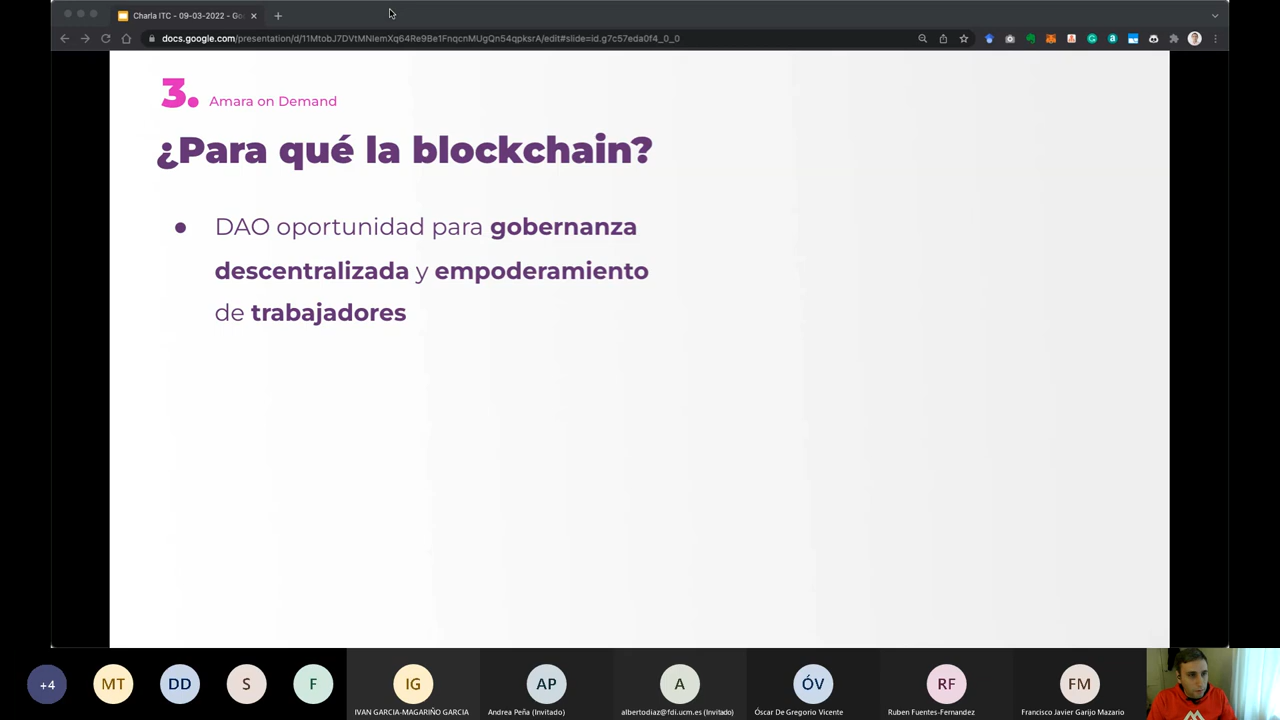 Charla ITC - 09-03-2022 - Go
docs.google.com/presentation/d/11MtobJ7DVtMNIemXq64Re9Be1FnqcnMUgQn54qpksrA/edit#slide=id.g7c57eda0f4_0_0
3. Amara on Demand
¿Para qué la blockchain?
● DAO oportunidad para gobernanza
descentralizada y empoderamiento
de trabajadores
+4 MT DD S F IG AP A ÓV RF FM
IVAN GARCIA-MAGARIÑO GARCIA Andrea Peña (Invitado) albertodiaz@fdi.ucm.es (Invitado) Óscar De Gregorio Vicente Ruben Fuentes-Fernandez Francisco Javier Garijo Mazario